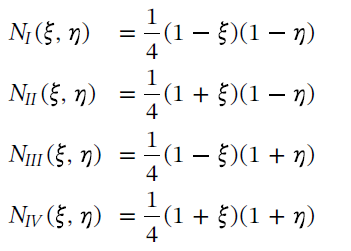 N_I(ξ, η) = 1/4 (1 − ξ)(1 − η)
N_II(ξ, η) = 1/4 (1 + ξ)(1 − η)
N_III(ξ, η) = 1/4 (1 − ξ)(1 + η)
N_IV(ξ, η) = 1/4 (1 + ξ)(1 + η)